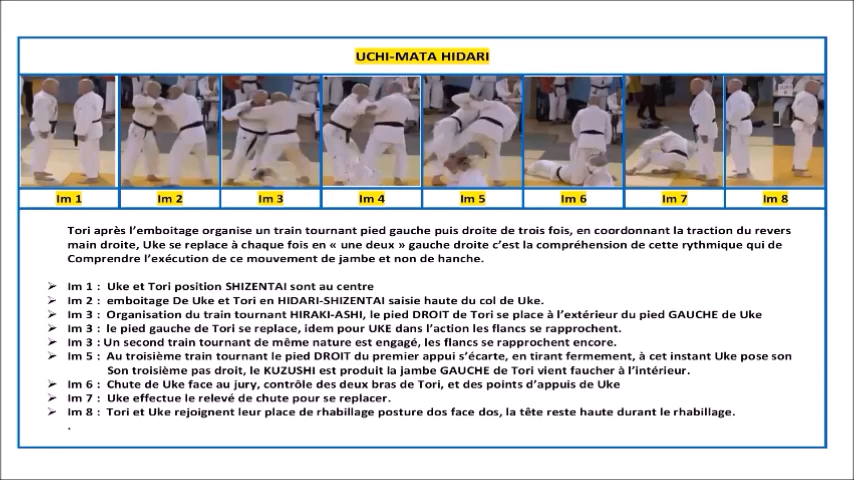 UCHI-MATA HIDARI
Im 1 Im 2 Im 3 Im 4 Im 5 Im 6 Im 7 Im 8
Tori après l’emboitage organise un train tournant pied gauche puis droite de trois fois, en coordonnant la traction du revers
main droite, Uke se replace à chaque fois en « une deux » gauche droite c’est la compréhension de cette rythmique qui de
Comprendre l’exécution de ce mouvement de jambe et non de hanche.
➢ Im 1 : Uke et Tori position SHIZENTAI sont au centre
➢ Im 2 : emboitage De Uke et Tori en HIDARI-SHIZENTAI saisie haute du col de Uke.
➢ Im 3 : Organisation du train tournant HIRAKI-ASHI, le pied DROIT de Tori se place à l’extérieur du pied GAUCHE de Uke
➢ Im 3 : le pied gauche de Tori se replace, idem pour UKE dans l’action les flancs se rapprochent.
➢ Im 3 : Un second train tournant de même nature est engagé, les flancs se rapprochent encore.
➢ Im 5 : Au troisième train tournant le pied DROIT du premier appui s’écarte, en tirant fermement, à cet instant Uke pose son
Son troisième pas droit, le KUZUSHI est produit la jambe GAUCHE de Tori vient faucher à l’intérieur.
➢ Im 6 : Chute de Uke face au jury, contrôle des deux bras de Tori, et des points d’appuis de Uke
➢ Im 7 : Uke effectue le relevé de chute pour se replacer.
➢ Im 8 : Tori et Uke rejoignent leur place de rhabillage posture dos face dos, la tête reste haute durant le rhabillage.
.